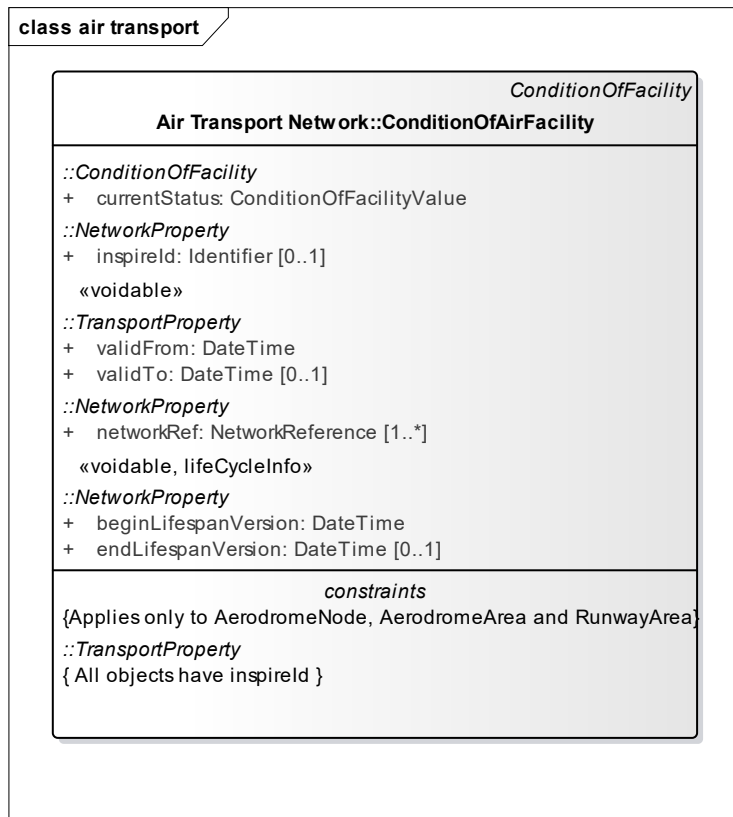 class air transport
ConditionOfFacility
Air Transport Network::ConditionOfAirFacility
::ConditionOfFacility
+ currentStatus: ConditionOfFacilityValue
::NetworkProperty
+ inspireId: Identifier [0..1]
«voidable»
::TransportProperty
+ validFrom: DateTime
+ validTo: DateTime [0..1]
::NetworkProperty
+ networkRef: NetworkReference [1..*]
«voidable, lifeCycleInfo»
::NetworkProperty
+ beginLifespanVersion: DateTime
+ endLifespanVersion: DateTime [0..1]
constraints
{Applies only to AerodromeNode, AerodromeArea and RunwayArea}
::TransportProperty
{ All objects have inspireId }